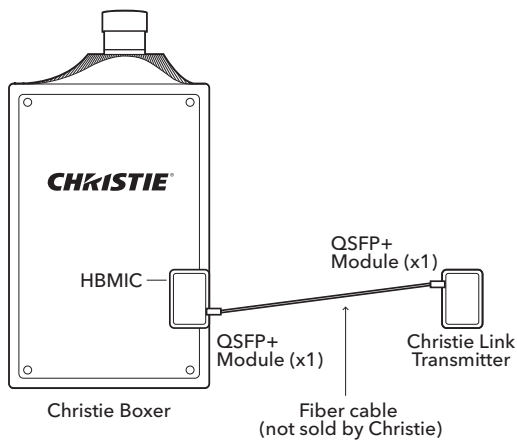 CHRISTIE®
QSFP+
Module (x1)
HBMIC
QSFP+
Module (x1)
Christie Link
Transmitter
Christie Boxer
Fiber cable
(not sold by Christie)